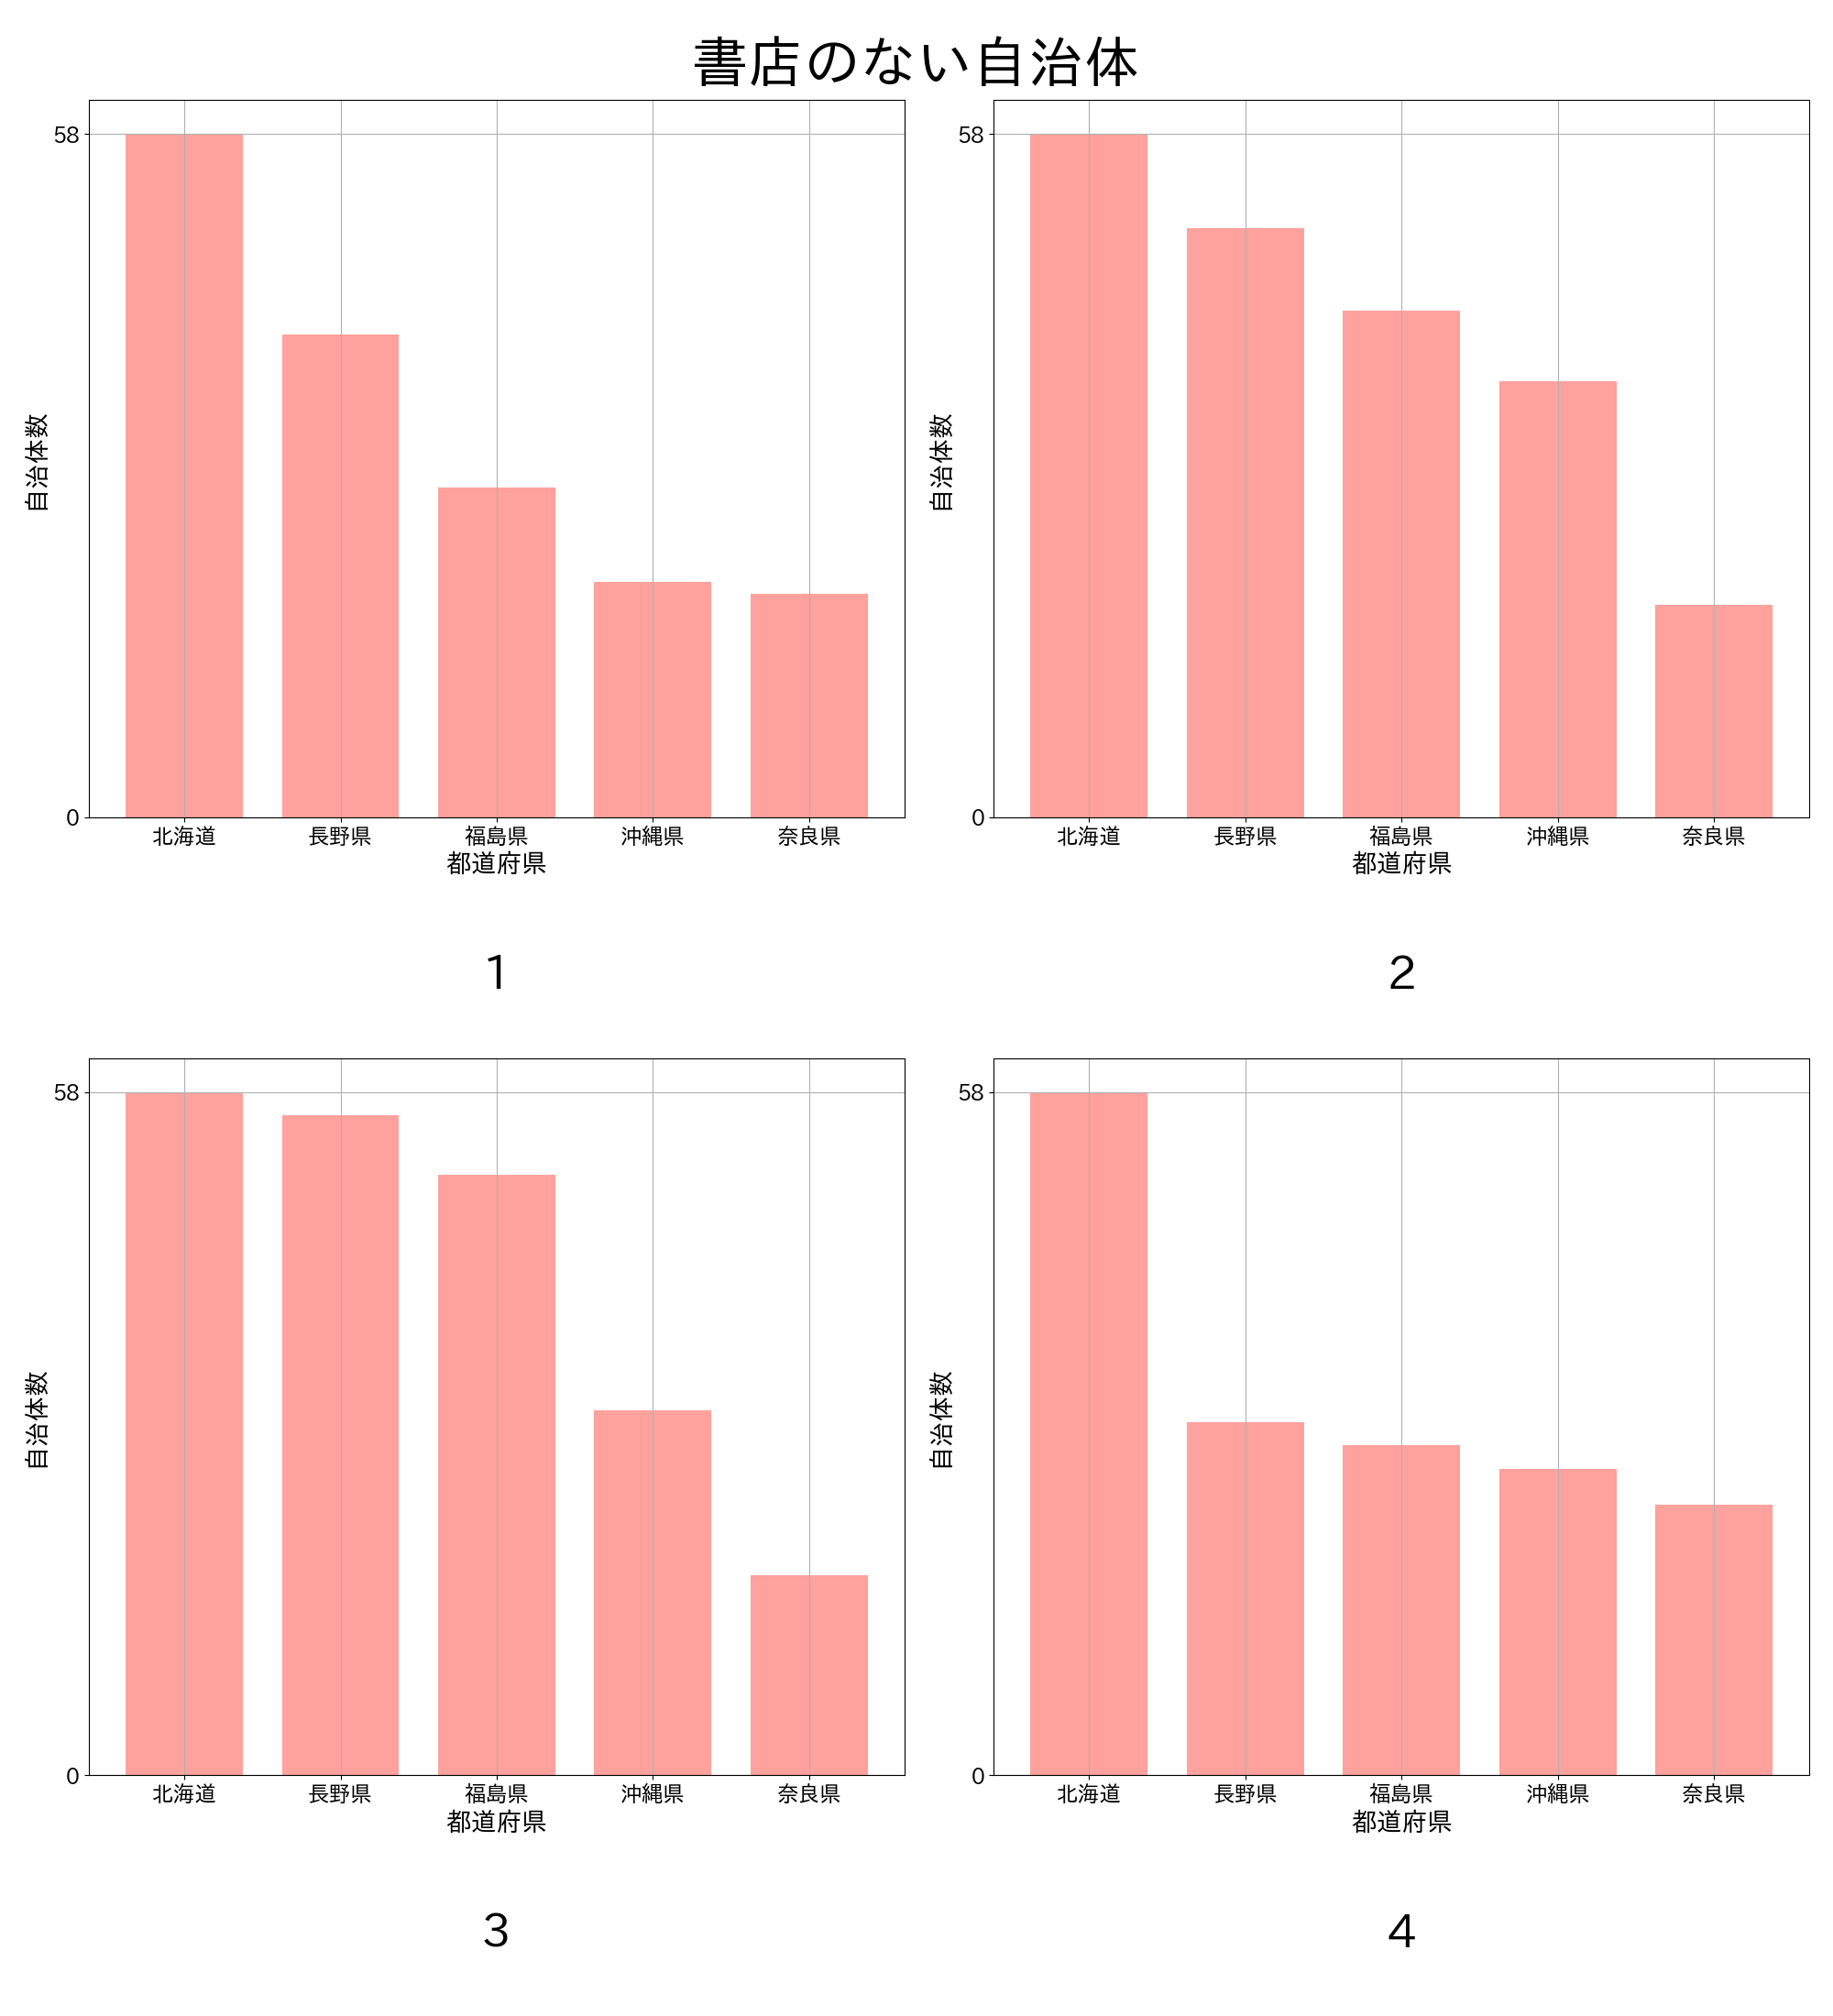 書店のない自治体
58
0
自治体数
北海道 長野県 福島県 沖縄県 奈良県
都道府県
1
58
0
自治体数
北海道 長野県 福島県 沖縄県 奈良県
都道府県
2
58
0
自治体数
北海道 長野県 福島県 沖縄県 奈良県
都道府県
3
58
0
自治体数
北海道 長野県 福島県 沖縄県 奈良県
都道府県
4